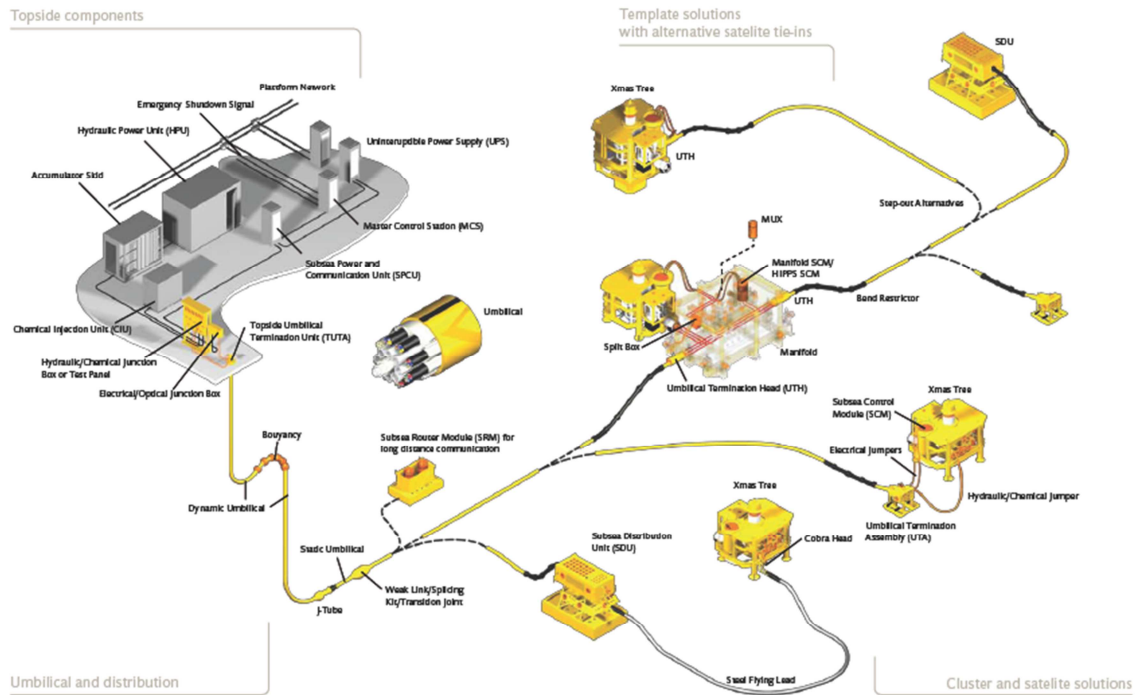 Topside components
Template solutions
with alternative satelite tie-ins
Platform Network
Emergency Shutdown Signal
Hydraulic Power Unit (HPU)
Uninteruptible Power Supply (UPS)
Accumulator Skid
Master Control Station (MCS)
Subsea Power and
Communication Unit (SPCU)
Chemical Injection Unit (CIU)
Topside Umbilical
Termination Unit (TUTA)
Hydraulic/Chemical Junction
Box or Test Panel
Electrical/Optical Junction Box
Umbilical
Xmas Tree
UTH
SDU
Step-out Alternatives
MUX
Manifold SCM/
HIPPS SCM
UTH
Bend Restrictor
Split Box
Manifold
Umbilical Termination Head (UTH)
Bouyancy
Dynamic Umbilical
Subsea Router Module (SRM) for
long distance communication
Static Umbilical
J-Tube
Weak Link/Splicing
Kit/Transition Joint
Subsea Distribution
Unit (SDU)
Xmas Tree
Cobra Head
Steel Flying Lead
Xmas Tree
Subsea Control
Module (SCM)
Electrical Jumpers
Hydraulic/Chemical Jumper
Umbilical Termination
Assembly (UTA)
Umbilical and distribution
Cluster and satelite solutions